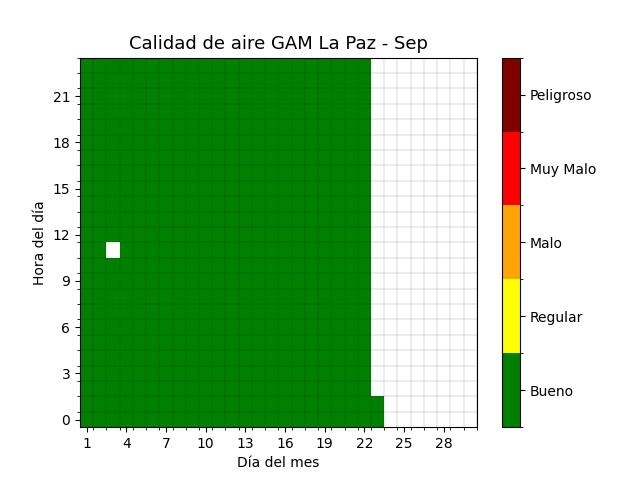 Calidad de aire GAM La Paz - Sep
Hora del día
21
18
15
12
9
6
3
0
1 4 7 10 13 16 19 22 25 28
Día del mes
Peligroso
Muy Malo
Malo
Regular
Bueno